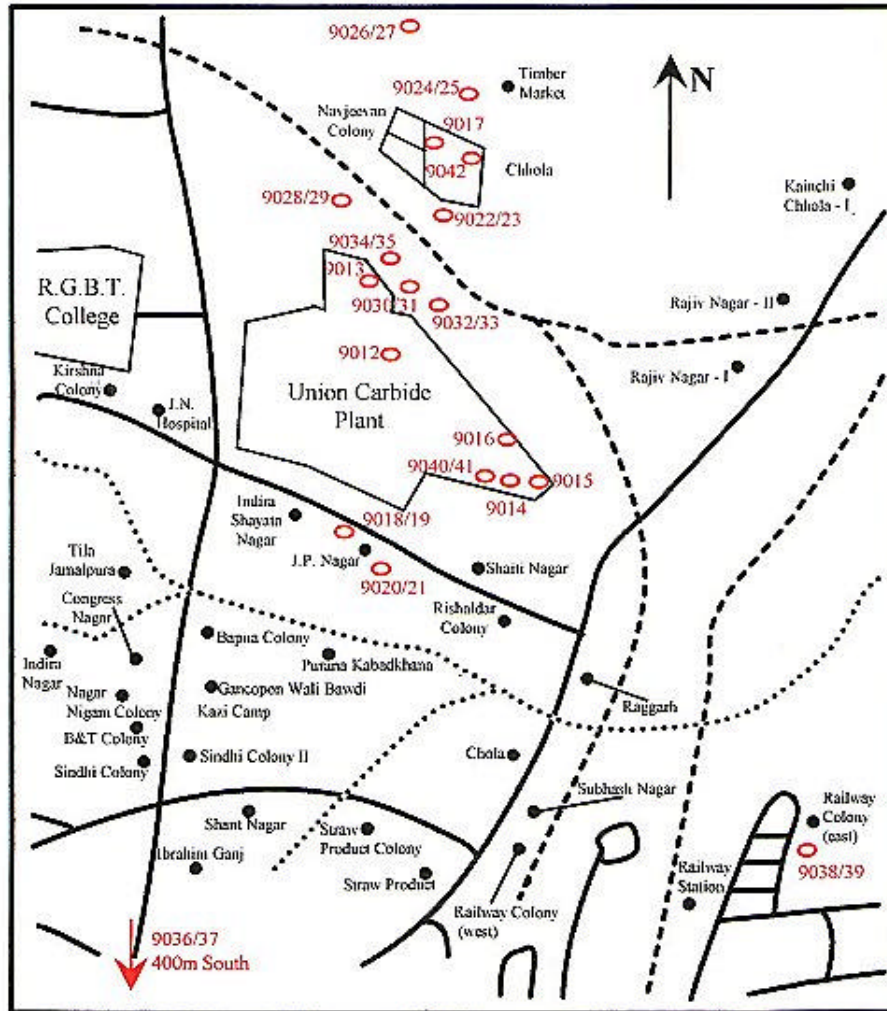 9026/27
9024/25
Timber
Market
Navjeevan
Colony
9017
9042
Chhola
N
Kainchi
Chhola - I
9028/29
9022/23
9034/35
9013
9030/31
9032/33
R.G.B.T.
College
Rajiv Nagar - II
Rajiv Nagar - I
9012
Kirshna
Colony
J.N.
Hospital
Union Carbide
Plant
9016
9040/41
9015
9014
Indira
Shayata
Nagar
9018/19
J.P. Nagar
9020/21
Shaiti Nagar
Tila
Jamalpura
Congress
Nagar
Rishaldar
Colony
Bapna Colony
Purana Kabadkhana
Indira
Nagar
Nagar
Nigam Colony
Gancopon Wali Bawdi
Kazi Camp
Raggarh
B&T Colony
Sindhi Colony
Sindhi Colony II
Chola
Subhash Nagar
Shant Nagar
Straw
Product Colony
Railway
Colony
(east)
Ibrahim Ganj
Straw Product
9038/39
Railway
Station
Railway Colony
(west)
9036/37
400m South